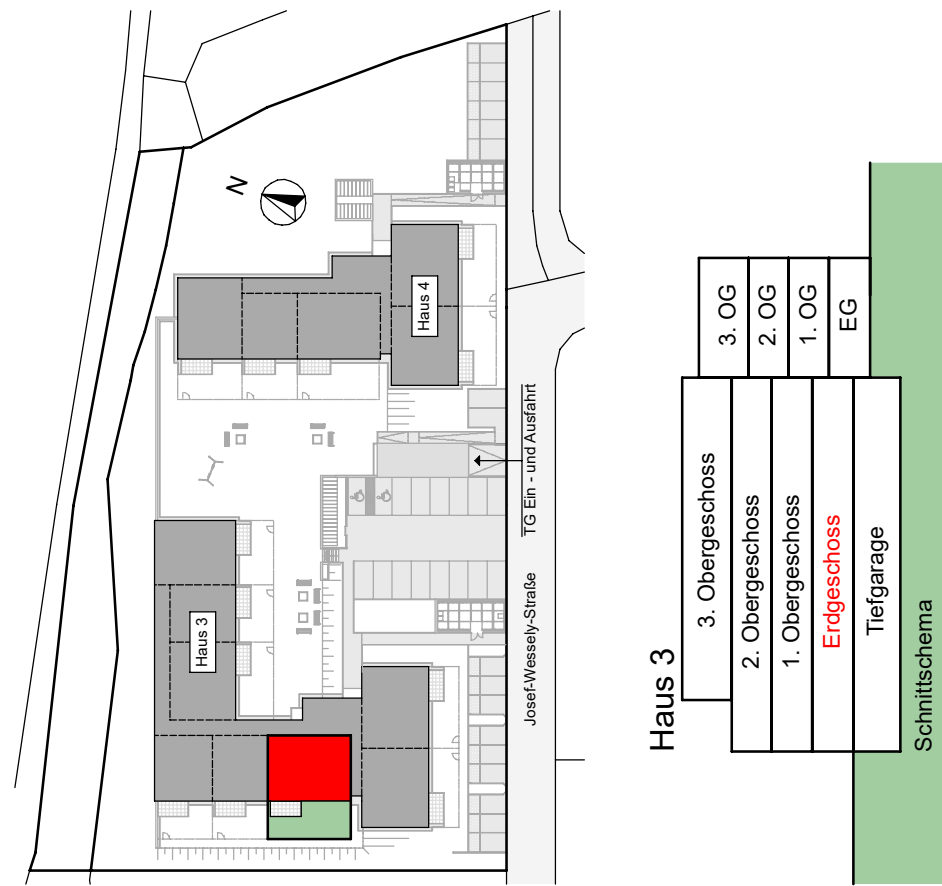 N
Haus 4
Haus 3
TG Ein - und Ausfahrt
Josef-Wessely-Straße
Haus 3
3. Obergeschoss
2. Obergeschoss
1. Obergeschoss
Erdgeschoss
Tiefgarage
3. OG
2. OG
1. OG
EG
Schnittschema